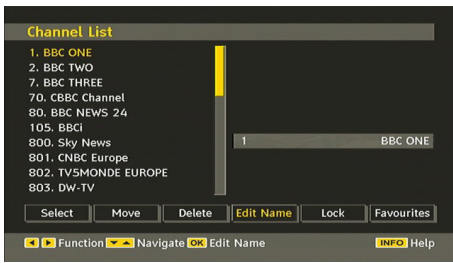 Channel List
1. BBC ONE
2. BBC TWO
7. BBC THREE
70. CBBC Channel
80. BBC NEWS 24
105. BBCi
800. Sky News
801. CNBC Europe
802. TV5MONDE EUROPE
803. DW-TV
1 BBC ONE
Select Move Delete Edit Name Lock Favourites
Function Navigate OK Edit Name INFO Help